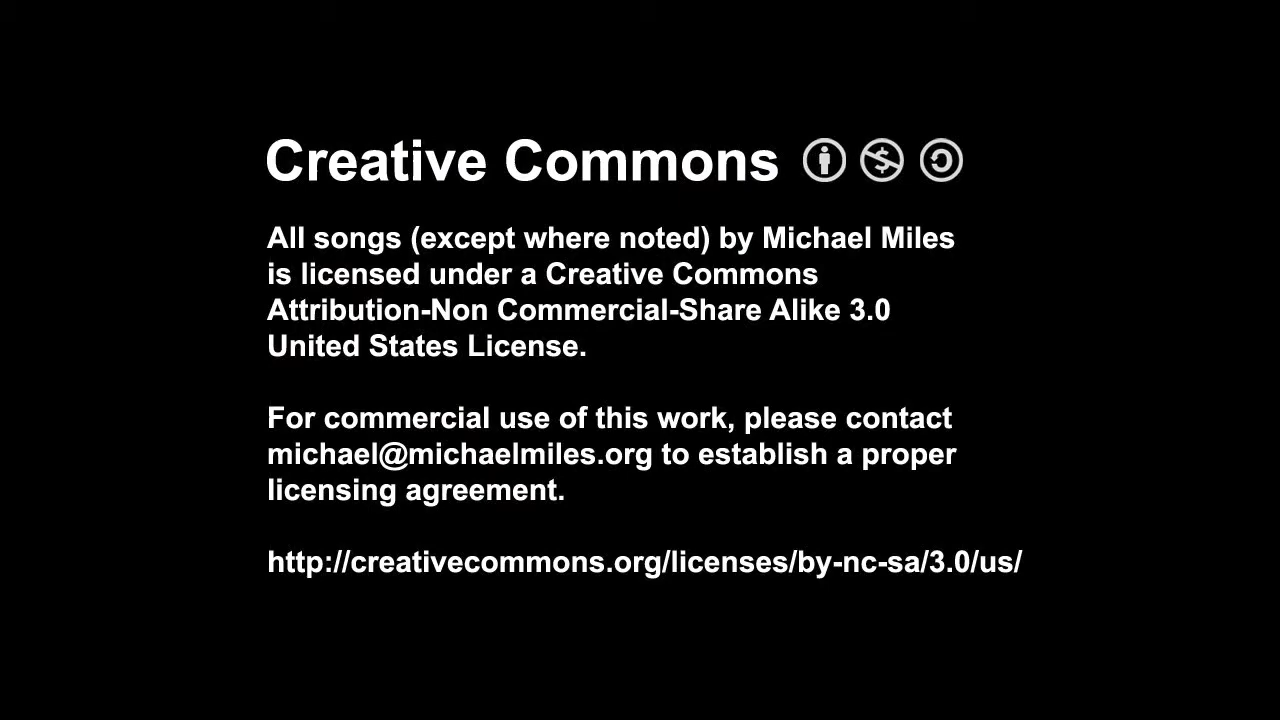 Creative Commons
All songs (except where noted) by Michael Miles
is licensed under a Creative Commons
Attribution-Non Commercial-Share Alike 3.0
United States License.
For commercial use of this work, please contact
michael@michaelmiles.org to establish a proper
licensing agreement.
http://creativecommons.org/licenses/by-nc-sa/3.0/us/